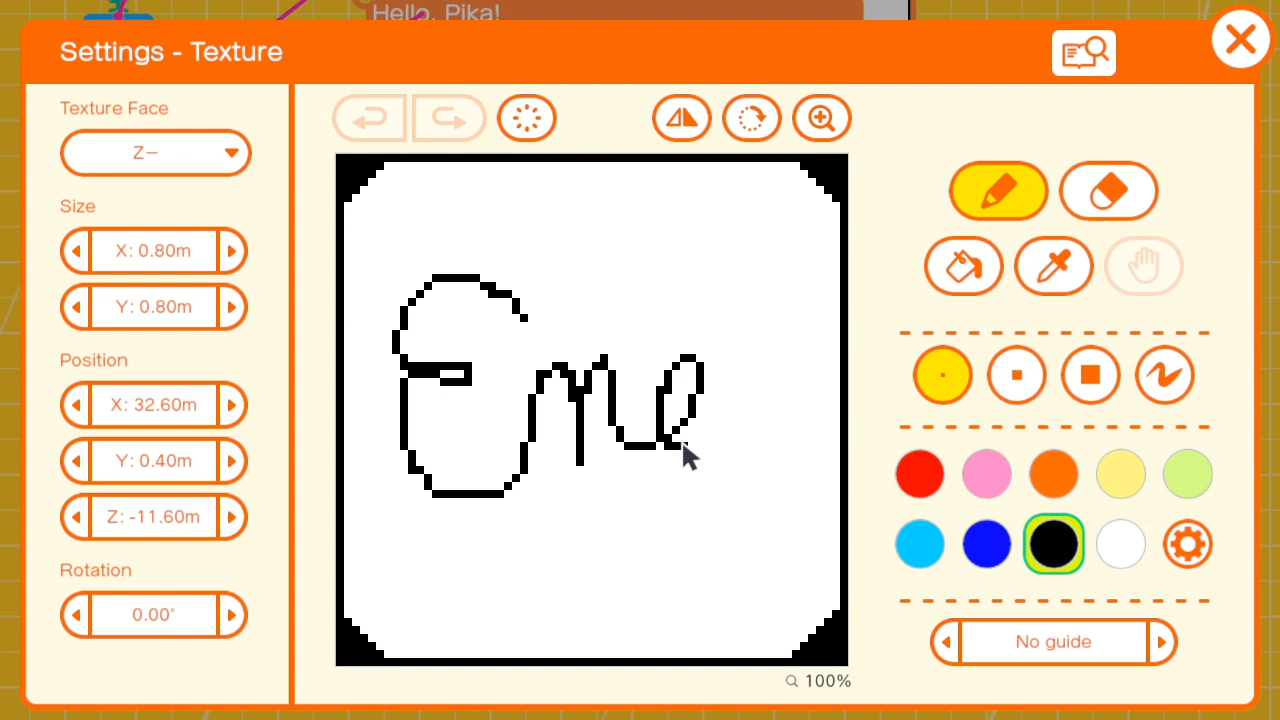 Hello, Pika!
Settings - Texture
Texture Face
Z−
Size
X: 0.80m
Y: 0.80m
Position
X: 32.60m
Y: 0.40m
Z: -11.60m
Rotation
0.00°
100%
No guide